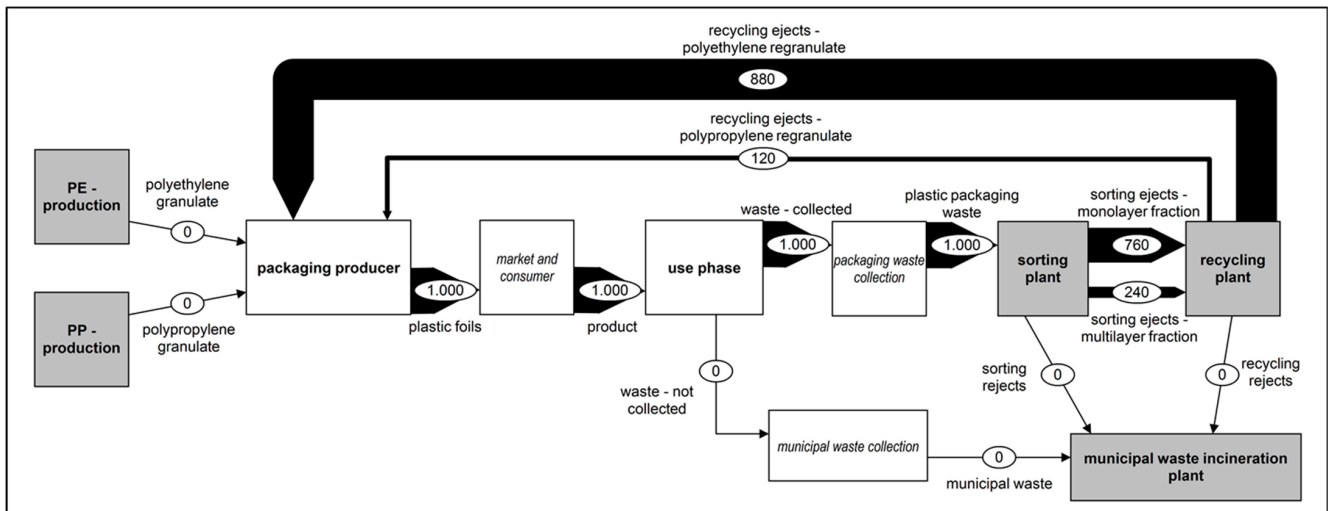 recycling ejects -
polyethylene regranulate
880
recycling ejects -
polypropylene regranulate
120
PE -
production
polyethylene
granulate
0
PP -
production
0
polypropylene
granulate
packaging producer
1.000
plastic foils
market and
consumer
1.000
product
use phase
waste - collected
1.000
packaging waste
collection
plastic packaging
waste
1.000
sorting
plant
sorting ejects -
monolayer fraction
760
240
sorting ejects -
multilayer fraction
recycling
plant
0
waste - not
collected
municipal waste collection
0
municipal waste
sorting
rejects
0
0
recycling
rejects
municipal waste incineration
plant